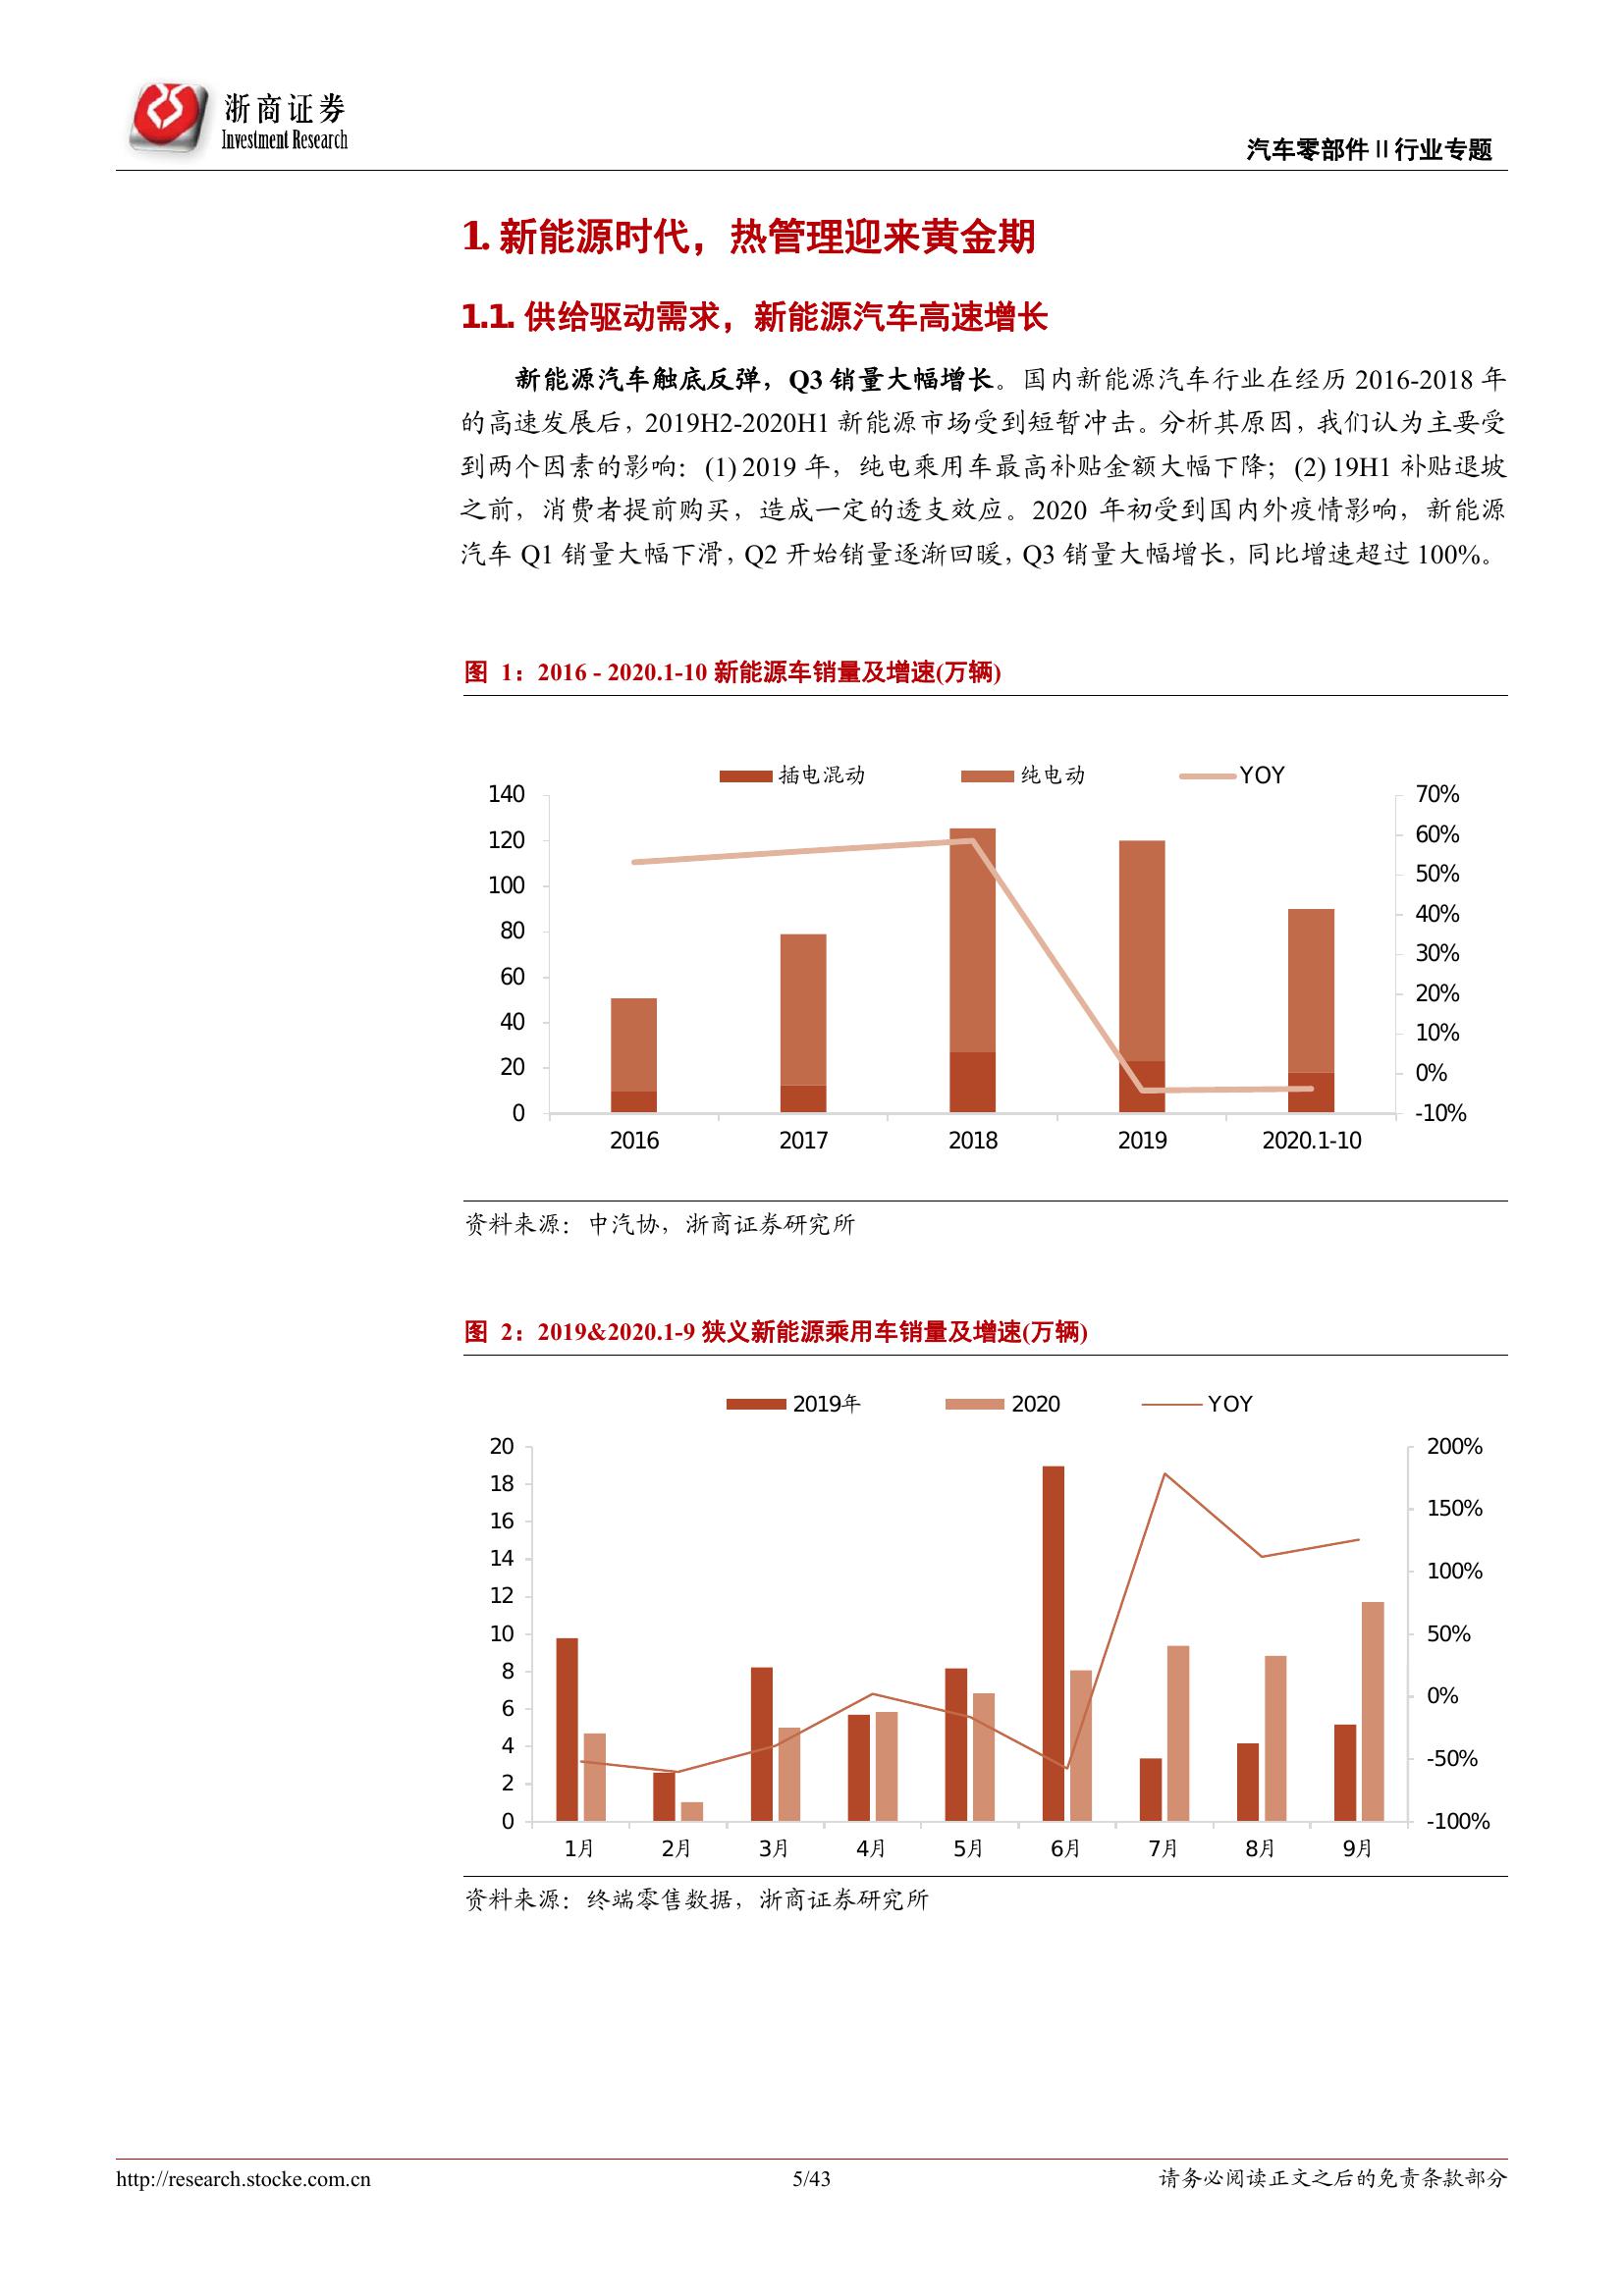 浙商证券
Investment Research
汽车零部件Ⅱ行业专题
1. 新能源时代，热管理迎来黄金期
1.1. 供给驱动需求，新能源汽车高速增长
新能源汽车触底反弹，Q3 销量大幅增长。国内新能源汽车行业在经历 2016-2018 年
的高速发展后，2019H2-2020H1 新能源市场受到短暂冲击。分析其原因，我们认为主要受
到两个因素的影响：(1) 2019 年，纯电乘用车最高补贴金额大幅下降；(2) 19H1 补贴退坡
之前，消费者提前购买，造成一定的透支效应。2020 年初受到国内外疫情影响，新能源
汽车 Q1 销量大幅下滑，Q2 开始销量逐渐回暖，Q3 销量大幅增长，同比增速超过 100%。
图 1：2016 - 2020.1-10 新能源车销量及增速(万辆)
插电混动 纯电动 YOY
140 70%
120 60%
100 50%
80 40%
60 30%
40 20%
20 10%
0 0%
-10%
2016 2017 2018 2019 2020.1-10
资料来源：中汽协，浙商证券研究所
图 2：2019&2020.1-9 狭义新能源乘用车销量及增速(万辆)
2019年 2020 YOY
20 200%
18 150%
16 100%
14 50%
12 0%
10 -50%
8 -100%
6
4
2
0
1月 2月 3月 4月 5月 6月 7月 8月 9月
资料来源：终端零售数据，浙商证券研究所
http://research.stocke.com.cn 5/43 请务必阅读正文之后的免责条款部分